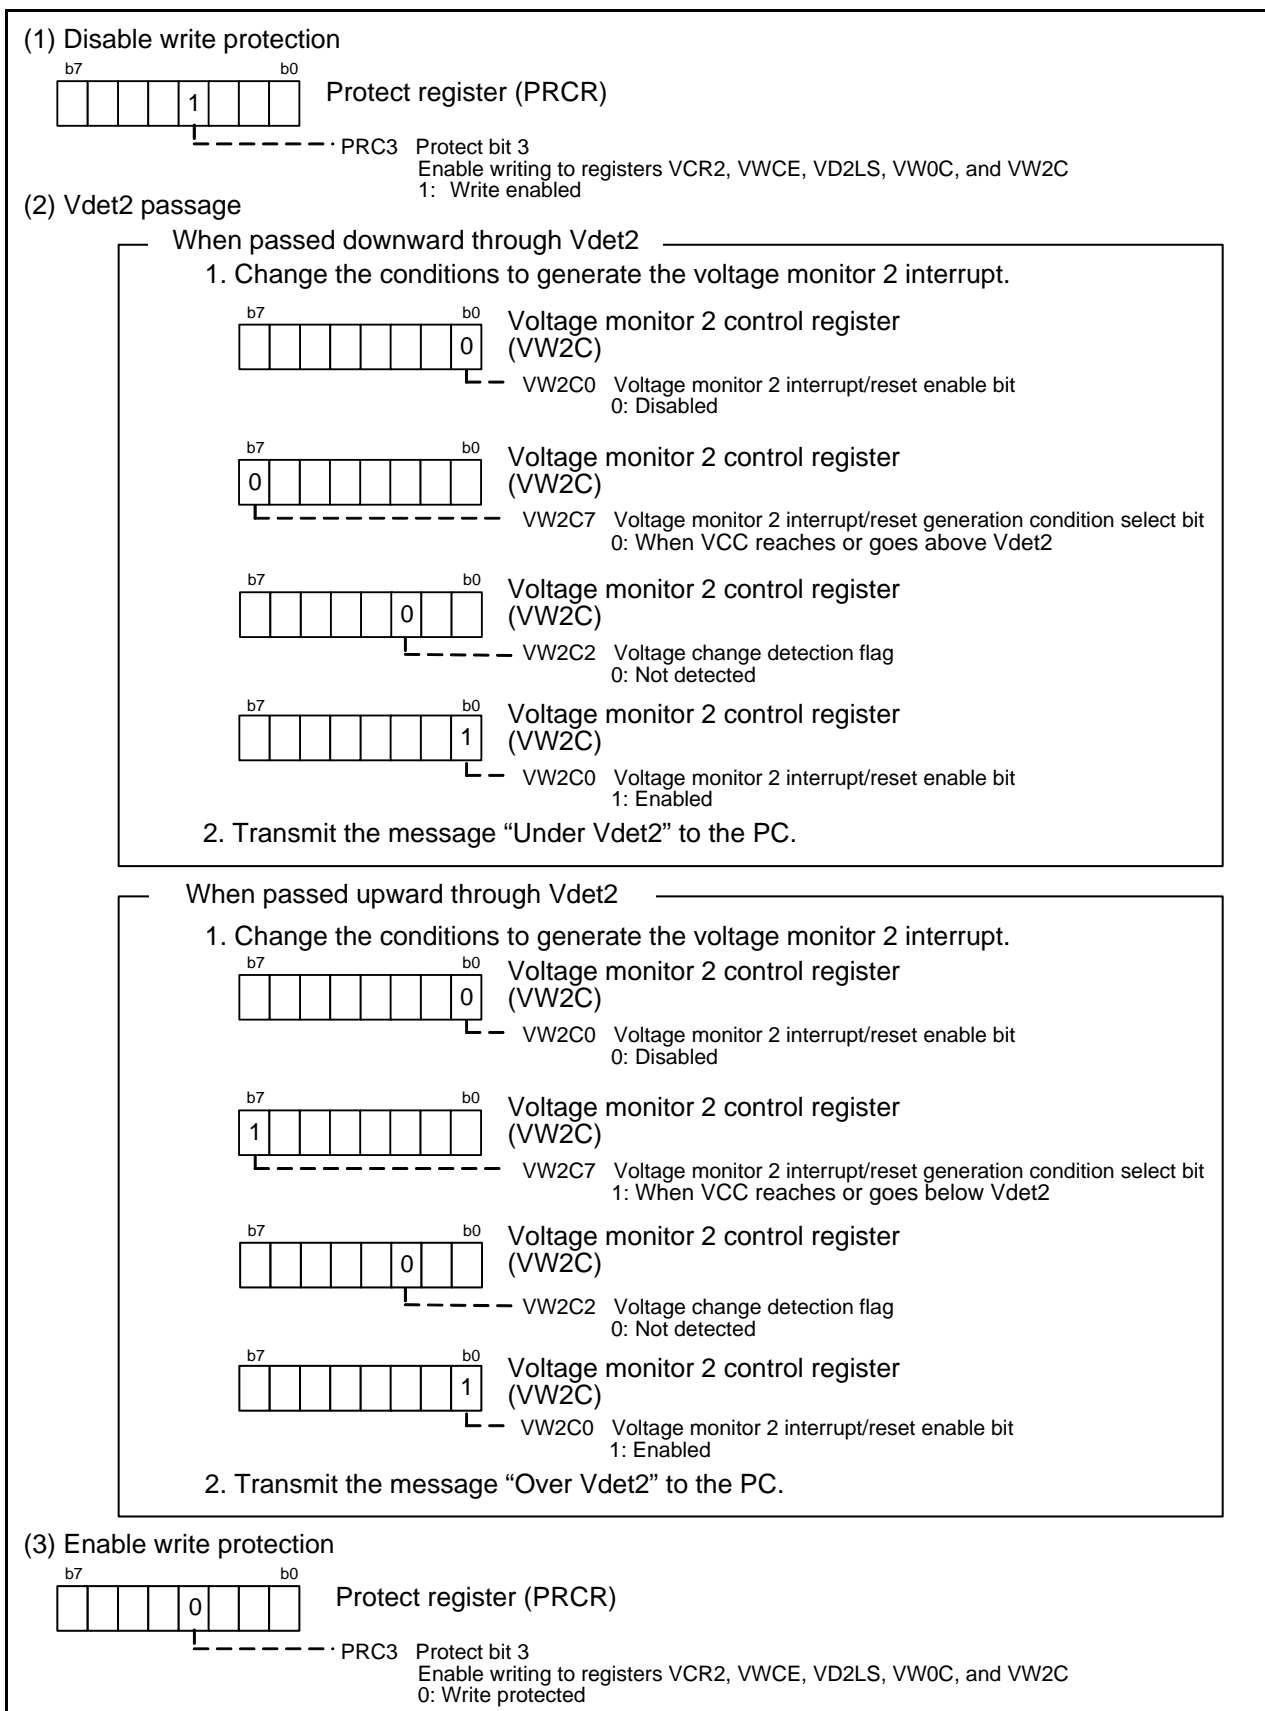 (1) Disable write protection
b7 b0
1 Protect register (PRCR)
PRC3 Protect bit 3
Enable writing to registers VCR2, VWCE, VD2LS, VW0C, and VW2C
1: Write enabled
(2) Vdet2 passage
When passed downward through Vdet2
1. Change the conditions to generate the voltage monitor 2 interrupt.
b7 b0 Voltage monitor 2 control register
0 (VW2C)
VW2C0 Voltage monitor 2 interrupt/reset enable bit
0: Disabled
b7 b0 Voltage monitor 2 control register
0 (VW2C)
VW2C7 Voltage monitor 2 interrupt/reset generation condition select bit
0: When VCC reaches or goes above Vdet2
b7 b0 Voltage monitor 2 control register
0 (VW2C)
VW2C2 Voltage change detection flag
0: Not detected
b7 b0 Voltage monitor 2 control register
1 (VW2C)
VW2C0 Voltage monitor 2 interrupt/reset enable bit
1: Enabled
2. Transmit the message “Under Vdet2” to the PC.
When passed upward through Vdet2
1. Change the conditions to generate the voltage monitor 2 interrupt.
b7 b0 Voltage monitor 2 control register
0 (VW2C)
VW2C0 Voltage monitor 2 interrupt/reset enable bit
0: Disabled
b7 b0 Voltage monitor 2 control register
1 (VW2C)
VW2C7 Voltage monitor 2 interrupt/reset generation condition select bit
1: When VCC reaches or goes below Vdet2
b7 b0 Voltage monitor 2 control register
0 (VW2C)
VW2C2 Voltage change detection flag
0: Not detected
b7 b0 Voltage monitor 2 control register
1 (VW2C)
VW2C0 Voltage monitor 2 interrupt/reset enable bit
1: Enabled
2. Transmit the message “Over Vdet2” to the PC.
(3) Enable write protection
b7 b0
0 Protect register (PRCR)
PRC3 Protect bit 3
Enable writing to registers VCR2, VWCE, VD2LS, VW0C, and VW2C
0: Write protected